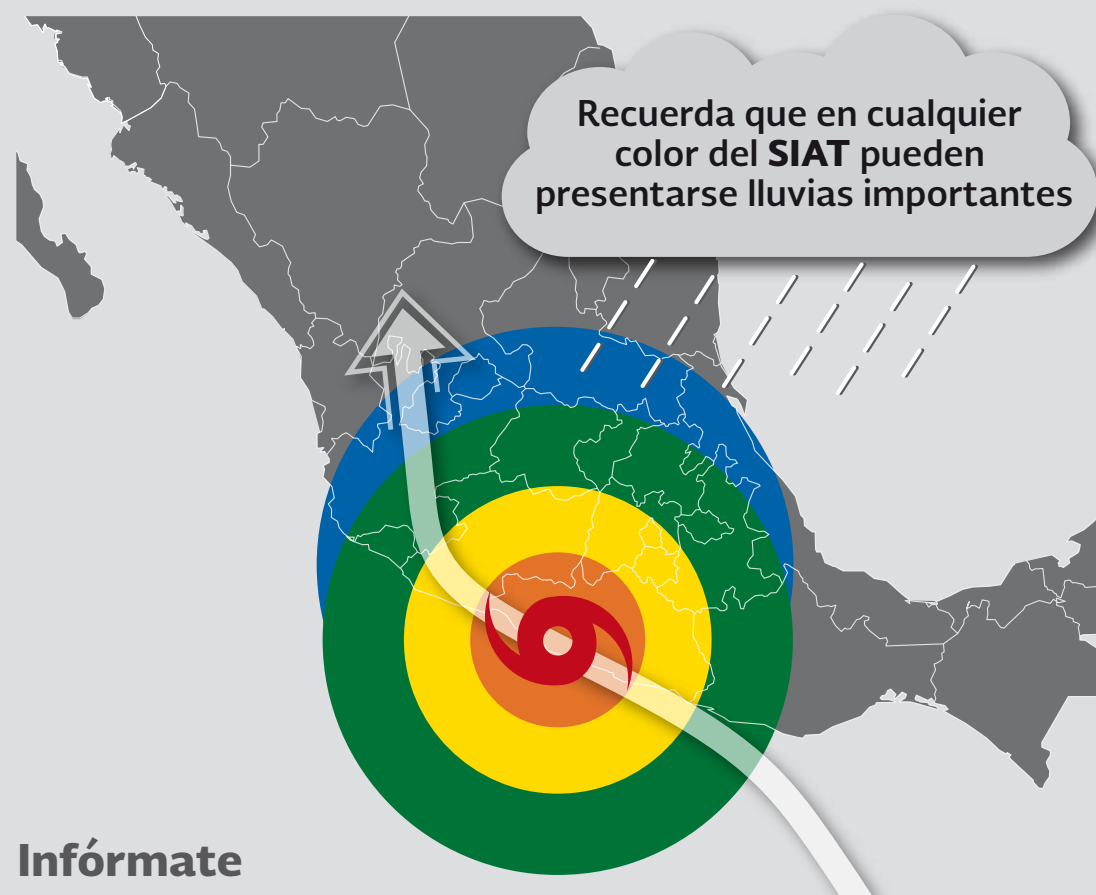 Recuerda que en cualquier
color del SIAT pueden
presentarse lluvias importantes
Infórmate